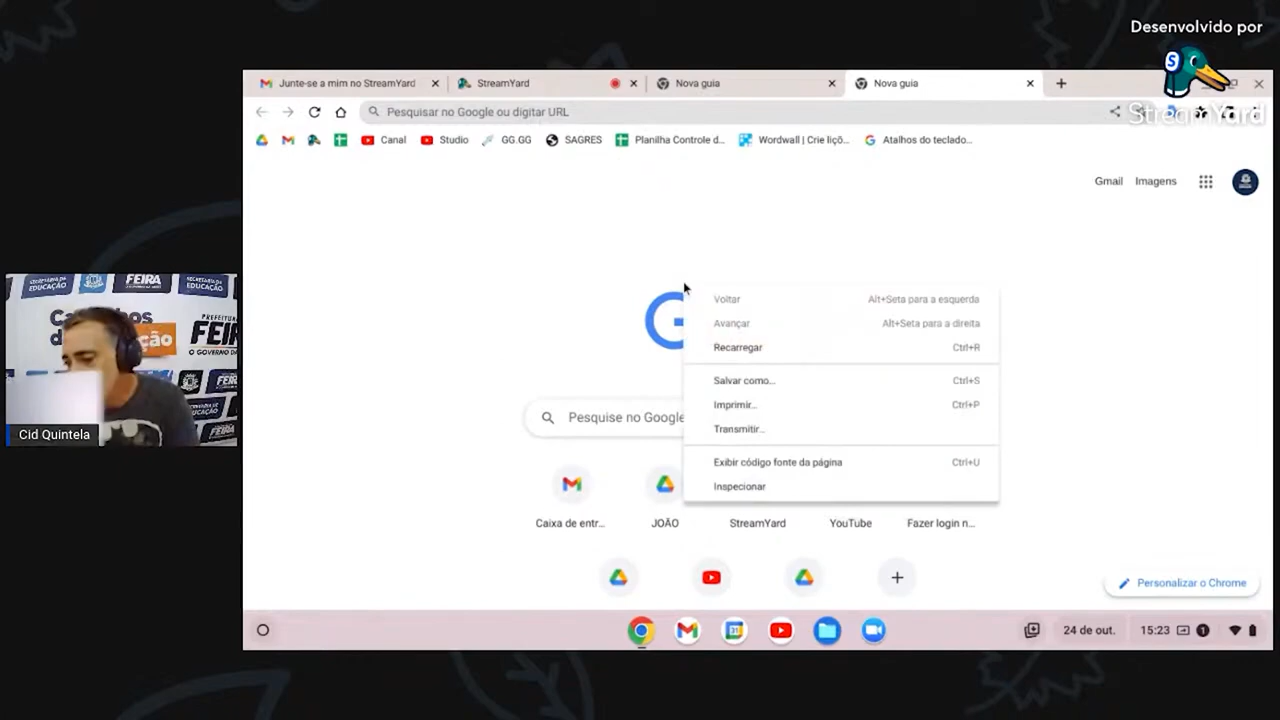 Desenvolvido por
StreamYard
Junte-se a mim no StreamYard
StreamYard
Nova guia
Nova guia
Pesquisar no Google ou digitar URL
Canal
Studio
GG.GG
SAGRES
Planilha Controle d...
Wordwall | Crie liçõ...
Atalhos do teclado...
Gmail
Imagens
Voltar Alt+Seta para a esquerda
Avançar Alt+Seta para a direita
Recarregar Ctrl+R
Salvar como... Ctrl+S
Imprimir... Ctrl+P
Transmitir...
Exibir código fonte da página Ctrl+U
Inspecionar
G
Pesquise no Google
Caixa de entr...
JOÃO
StreamYard
YouTube
Fazer login n...
Personalizar o Chrome
24 de out.
15:23
FEIRA
EDUCAÇÃO
Cid Quintela